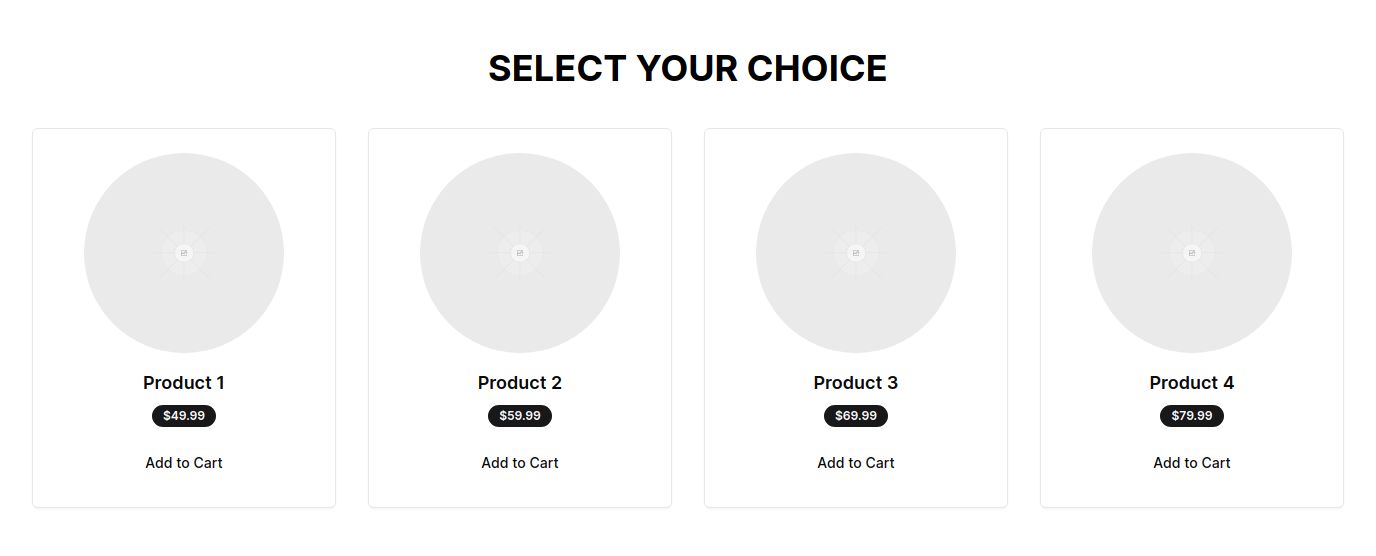 SELECT YOUR CHOICE
Product 1
$49.99
Add to Cart
Product 2
$59.99
Add to Cart
Product 3
$69.99
Add to Cart
Product 4
$79.99
Add to Cart